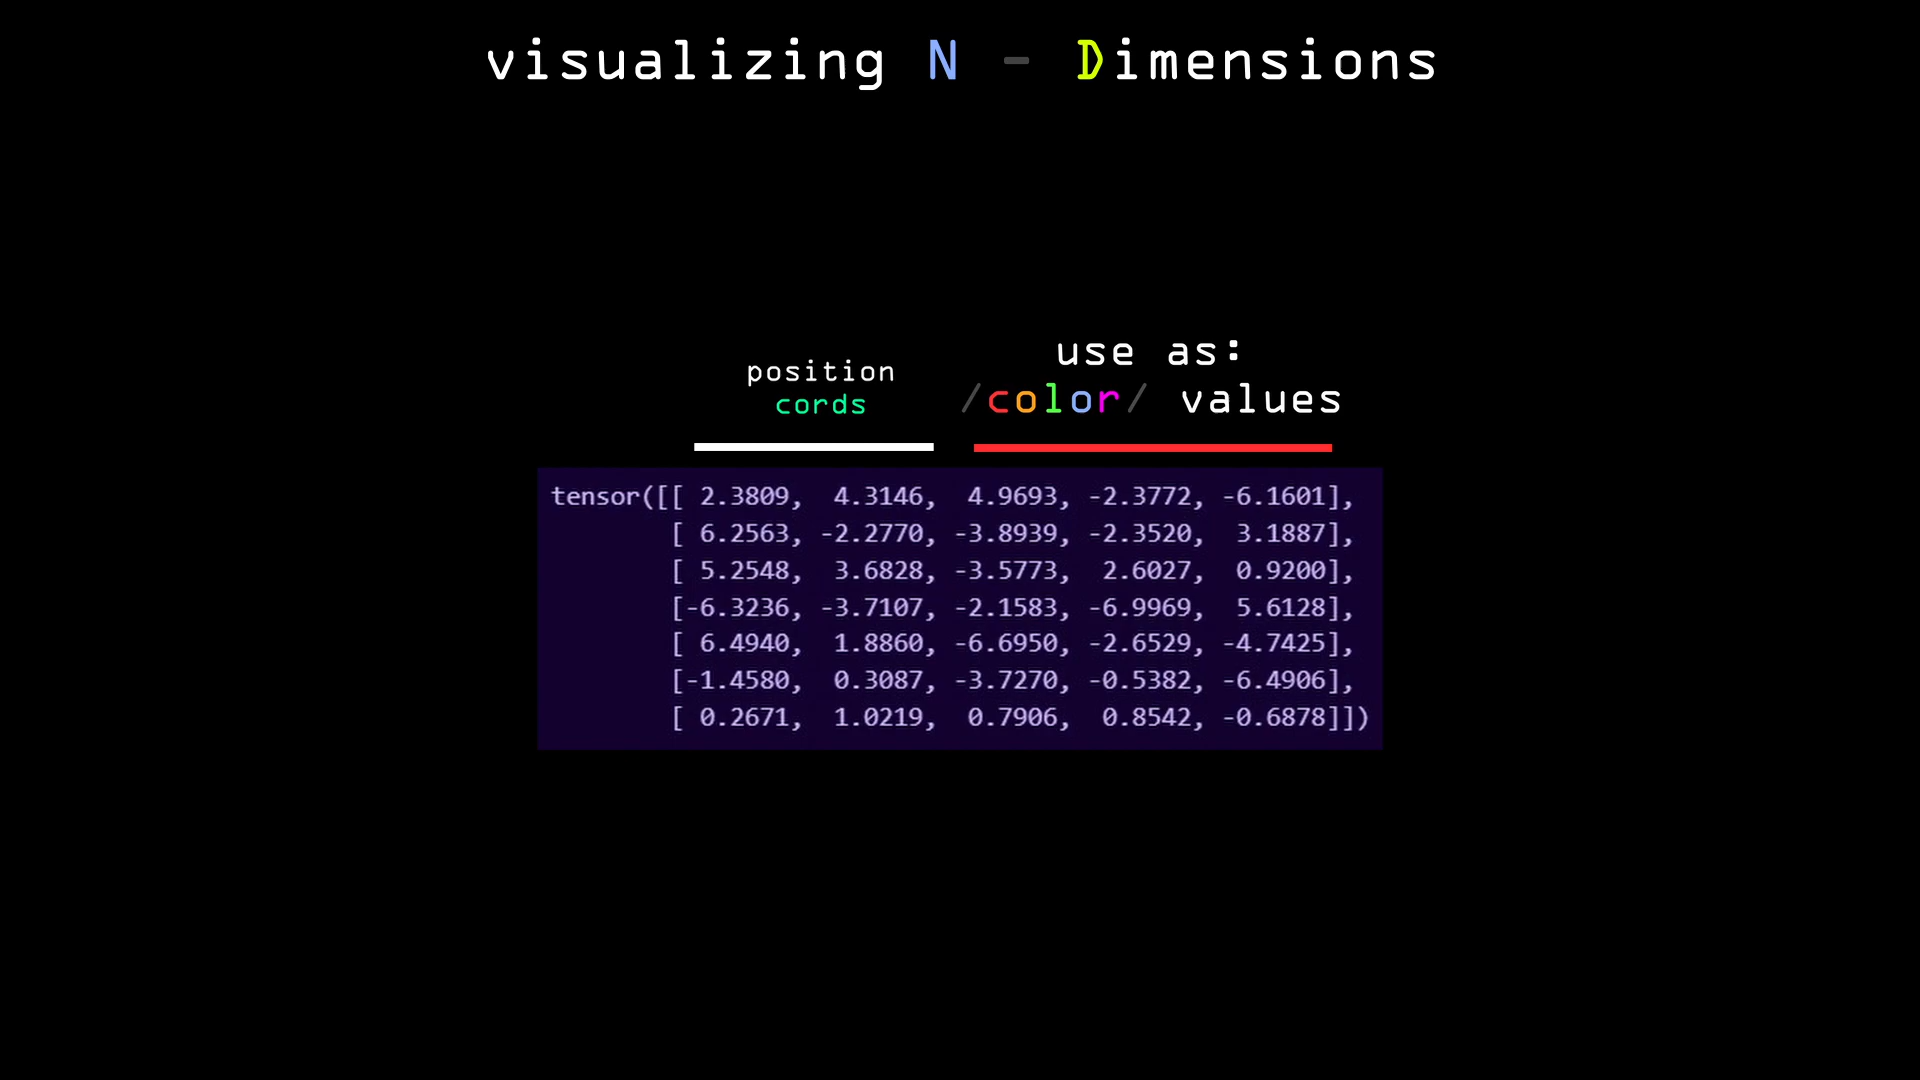 visualizing N - Dimensions
position
cords
use as:
/color/ values
tensor([[ 2.3809,  4.3146,  4.9693, -2.3772, -6.1601],
[ 6.2563, -2.2770, -3.8939, -2.3520,  3.1887],
[ 5.2548,  3.6828, -3.5773,  2.6027,  0.9200],
[-6.3236, -3.7107, -2.1583, -6.9969,  5.6128],
[ 6.4940,  1.8860, -6.6950, -2.6529, -4.7425],
[-1.4580,  0.3087, -3.7270, -0.5382, -6.4906],
[ 0.2671,  1.0219,  0.7906,  0.8542, -0.6878]])